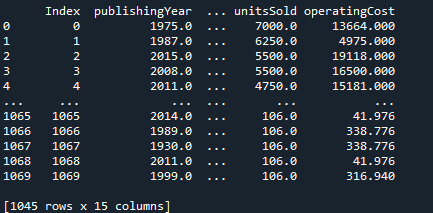 Index publishingYear ... unitsSold operatingCost
0 0 1975.0 ... 7000.0 13664.000
1 1 1987.0 ... 6250.0 4975.000
2 2 2015.0 ... 5500.0 19118.000
3 3 2008.0 ... 5500.0 16500.000
4 4 2011.0 ... 4750.0 15181.000
... ... ... ... ... ...
1065 1065 2014.0 ... 106.0 41.976
1066 1066 1989.0 ... 106.0 338.776
1067 1067 1930.0 ... 106.0 338.776
1068 1068 2011.0 ... 106.0 41.976
1069 1069 1999.0 ... 106.0 316.940
[1045 rows x 15 columns]